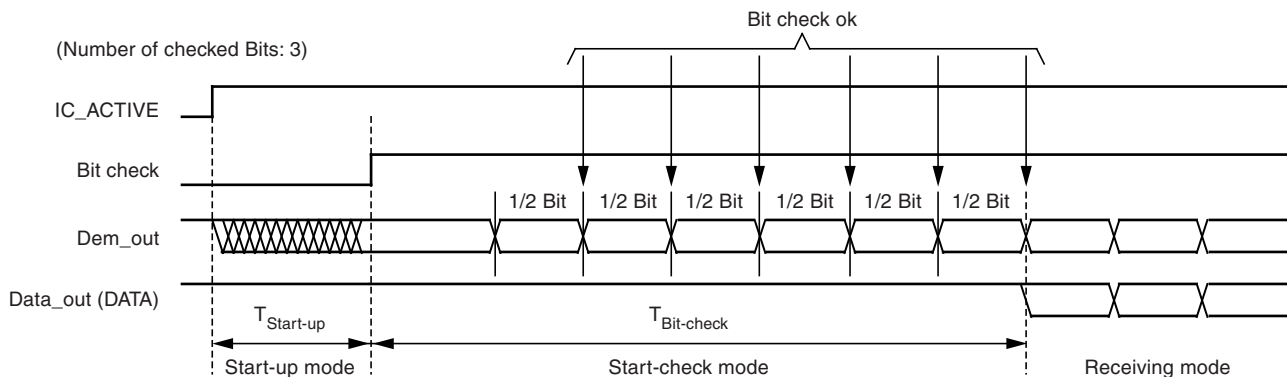 Bit check ok
(Number of checked Bits: 3)
IC_ACTIVE
Bit check
1/2 Bit 1/2 Bit 1/2 Bit 1/2 Bit 1/2 Bit 1/2 Bit
Dem_out
Data_out (DATA)
TStart-up TBit-check
Start-up mode Start-check mode Receiving mode